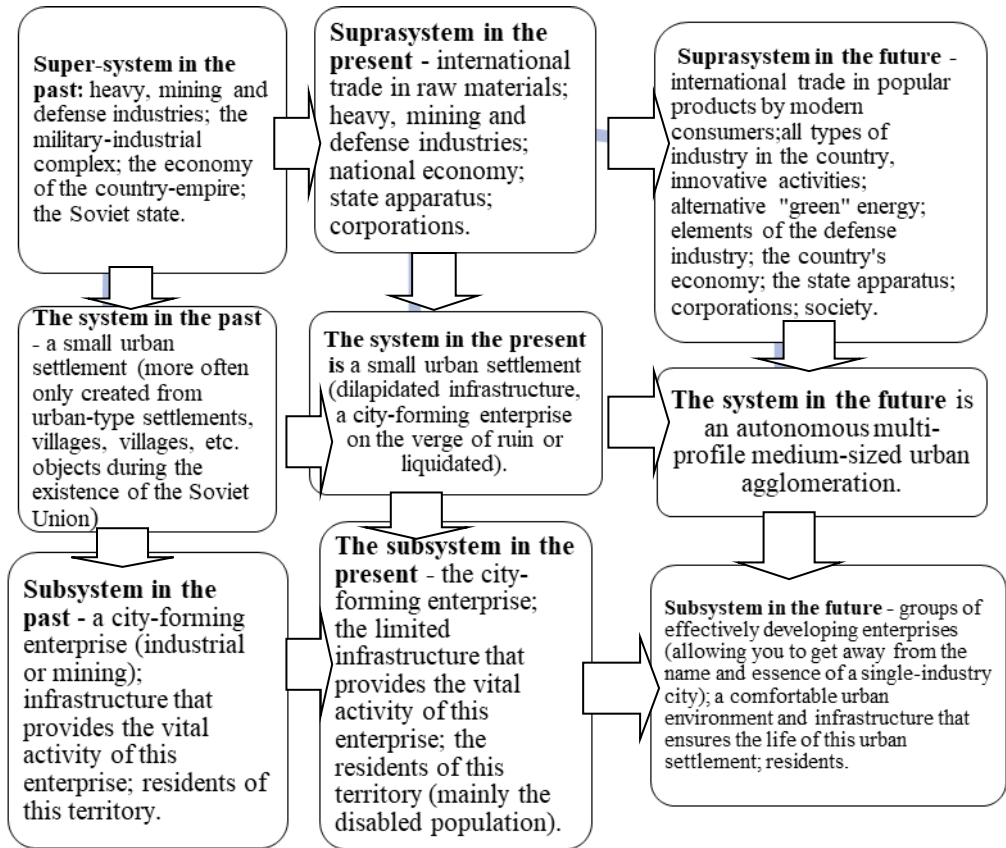 Super-system in the
past: heavy, mining and
defense industries; the
military-industrial
complex; the economy
of the country-empire;
the Soviet state.
Suprasystem in the
present - international
trade in raw materials;
heavy, mining and
defense industries;
national economy;
state apparatus;
corporations.
Suprasystem in the future -
international trade in popular
products by modern
consumers;all types of
industry in the country,
innovative activities;
alternative "green" energy;
elements of the defense
industry; the country's
economy; the state apparatus;
corporations; society.
The system in the past
- a small urban
settlement (more often
only created from
urban-type settlements,
villages, villages, etc.
objects during the
existence of the Soviet
Union)
The system in the present
is a small urban settlement
(dilapidated infrastructure,
a city-forming enterprise
on the verge of ruin or
liquidated).
The system in the future is
an autonomous multi-
profile medium-sized urban
agglomeration.
Subsystem in the
past - a city-forming
enterprise (industrial
or mining);
infrastructure that
provides the vital
activity of this
enterprise; residents of
this territory.
The subsystem in the
present - the city-
forming enterprise;
the limited
infrastructure that
provides the vital
activity of this
enterprise; the
residents of this
territory (mainly the
disabled population).
Subsystem in the future - groups of
effectively developing enterprises
(allowing you to get away from the
name and essence of a single-industry
city); a comfortable urban
environment and infrastructure that
ensures the life of this urban
settlement; residents.